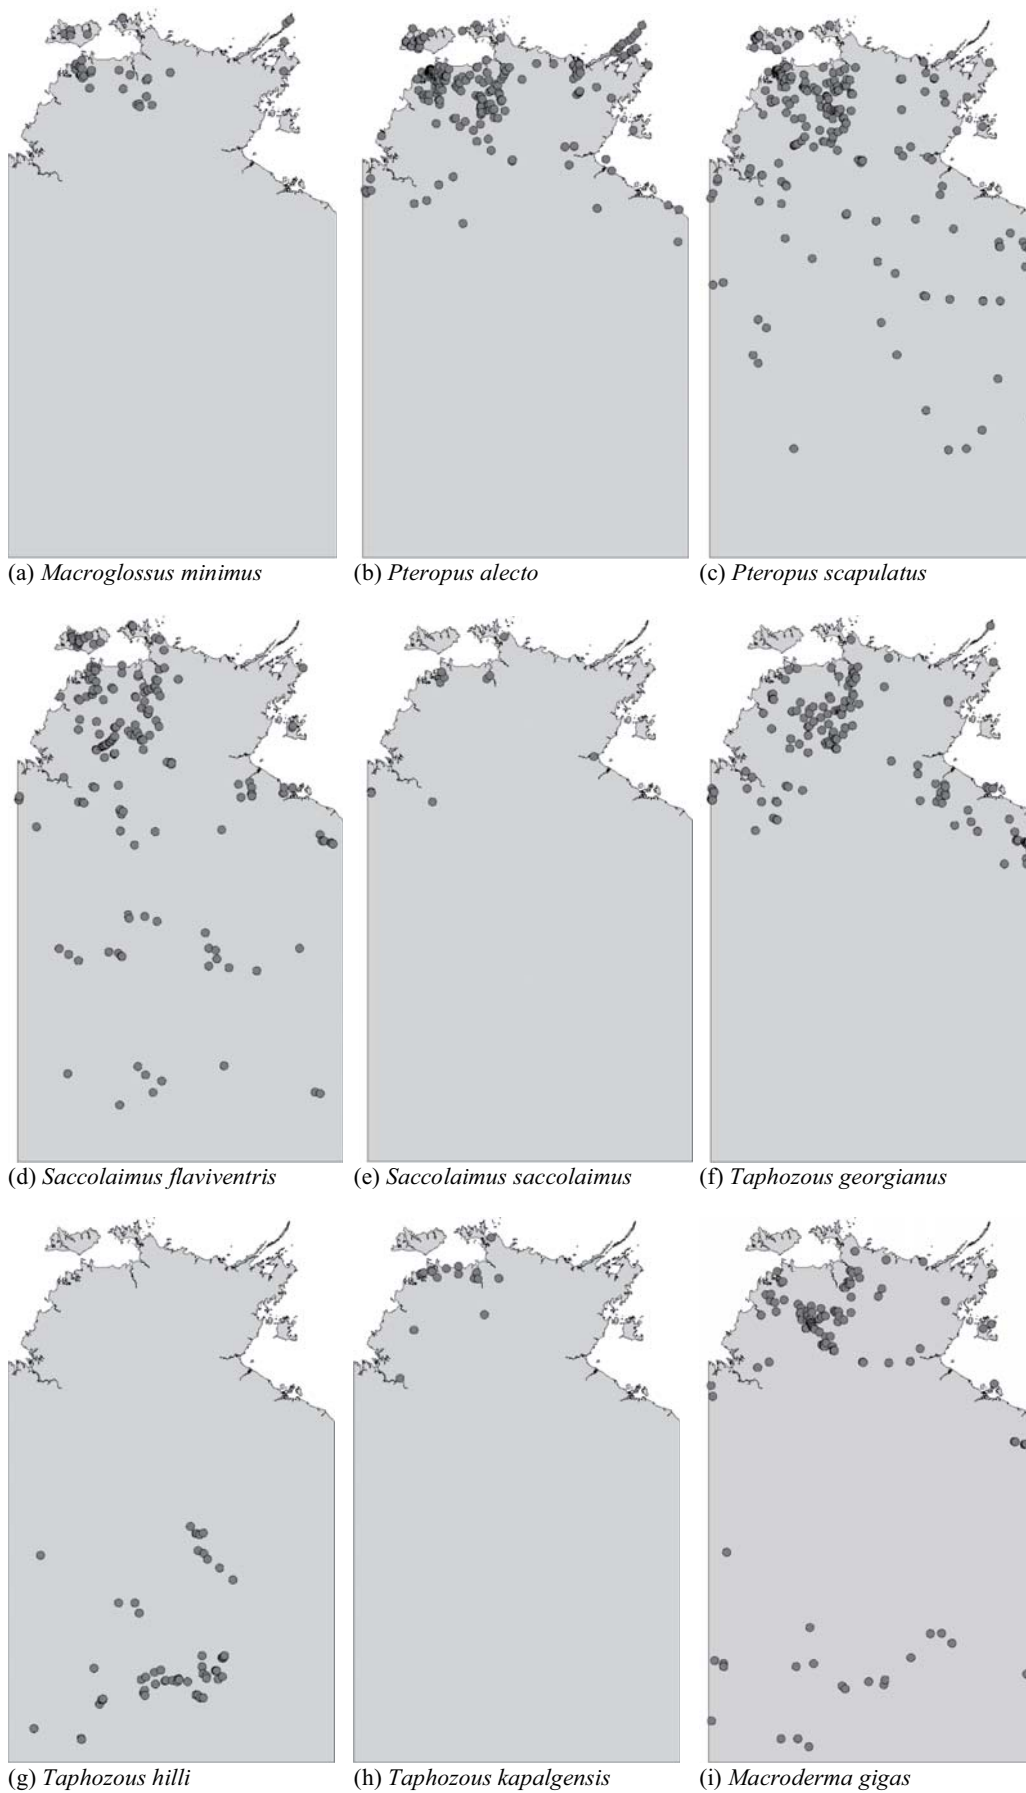 (a) Macroglossus minimus
(b) Pteropus alecto
(c) Pteropus scapulatus
(d) Saccolaimus flaviventris
(e) Saccolaimus saccolaimus
(f) Taphozous georgianus
(g) Taphozous hilli
(h) Taphozous kapalgensis
(i) Macroderma gigas